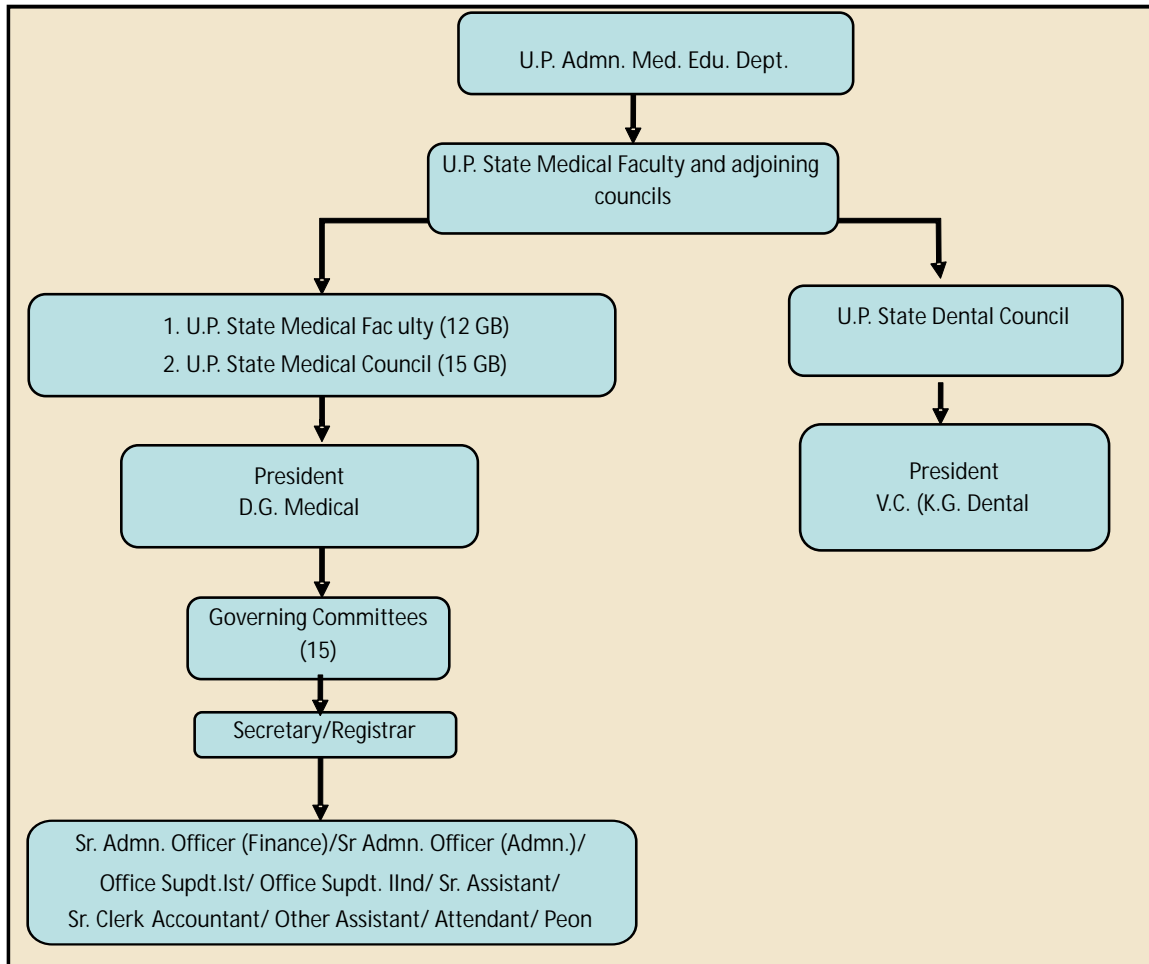 U.P. Admn. Med. Edu. Dept.
U.P. State Medical Faculty and adjoining
councils
1. U.P. State Medical Fac ulty (12 GB)
2. U.P. State Medical Council (15 GB)
U.P. State Dental Council
President
D.G. Medical
President
V.C. (K.G. Dental
Governing Committees
(15)
Secretary/Registrar
Sr. Admn. Officer (Finance)/Sr Admn. Officer (Admn.)/
Office Supdt.Ist/ Office Supdt. IInd/ Sr. Assistant/
Sr. Clerk Accountant/ Other Assistant/ Attendant/ Peon